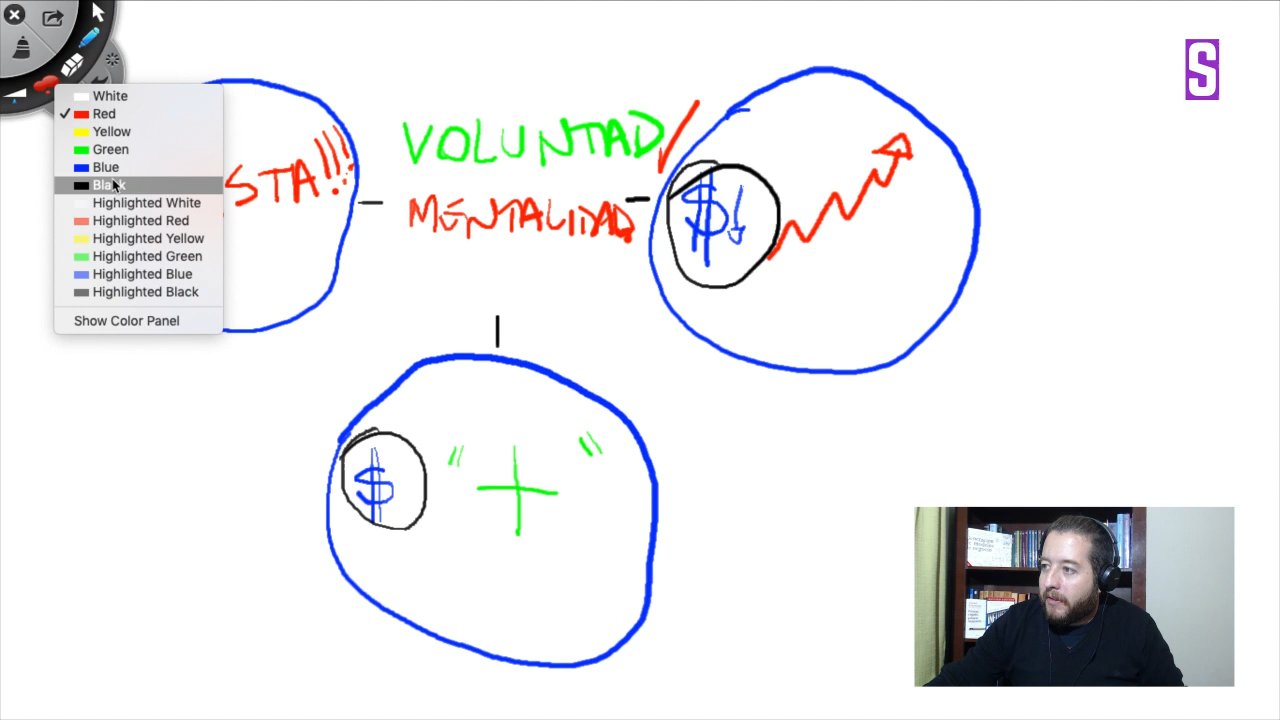 S
White
Red
Yellow
Green
Blue
Black
Highlighted White
Highlighted Red
Highlighted Yellow
Highlighted Green
Highlighted Blue
Highlighted Black
Show Color Panel
STA!!!
VOLUNTAD
MENTALIDAD
$
$
" + "